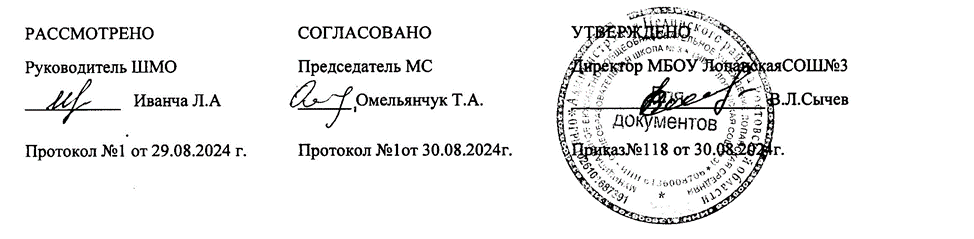 РАССМОТРЕНО
Руководитель ШМО
Иванча Л.А
Протокол №1 от 29.08.2024 г.
СОГЛАСОВАНО
Председатель МС
Омельянчук Т.А.
Протокол №1от 30.08.2024г.
УТВЕРЖДЕНО
Директор МБОУ ЛопанскаяСОШ№3
В.Л.Сычев
Приказ№118 от 30.08.2024г.
Для
документов